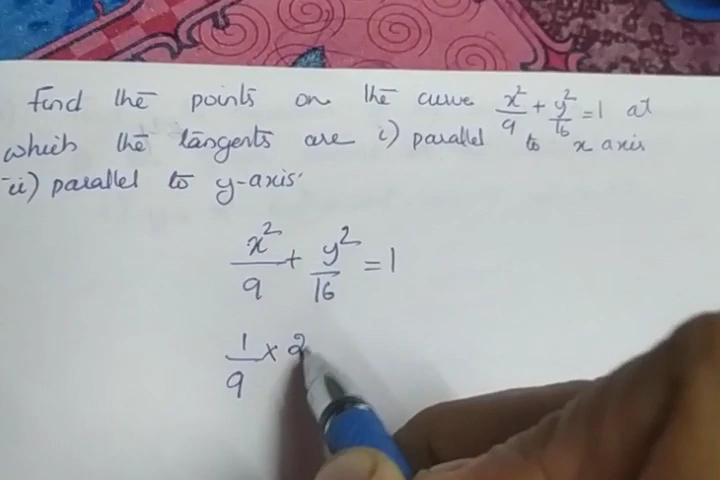 Find the points on the curve x²/9 + y²/16 = 1 at
which the tangents are i) parallel to x axis
ii) parallel to y-axis.
x²/9 + y²/16 = 1
1/9 × 2